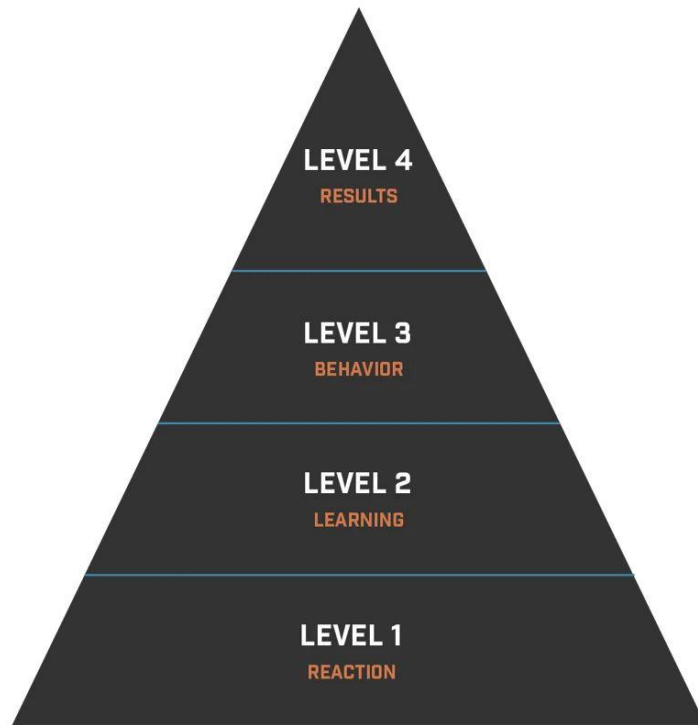 LEVEL 4
RESULTS
LEVEL 3
BEHAVIOR
LEVEL 2
LEARNING
LEVEL 1
REACTION